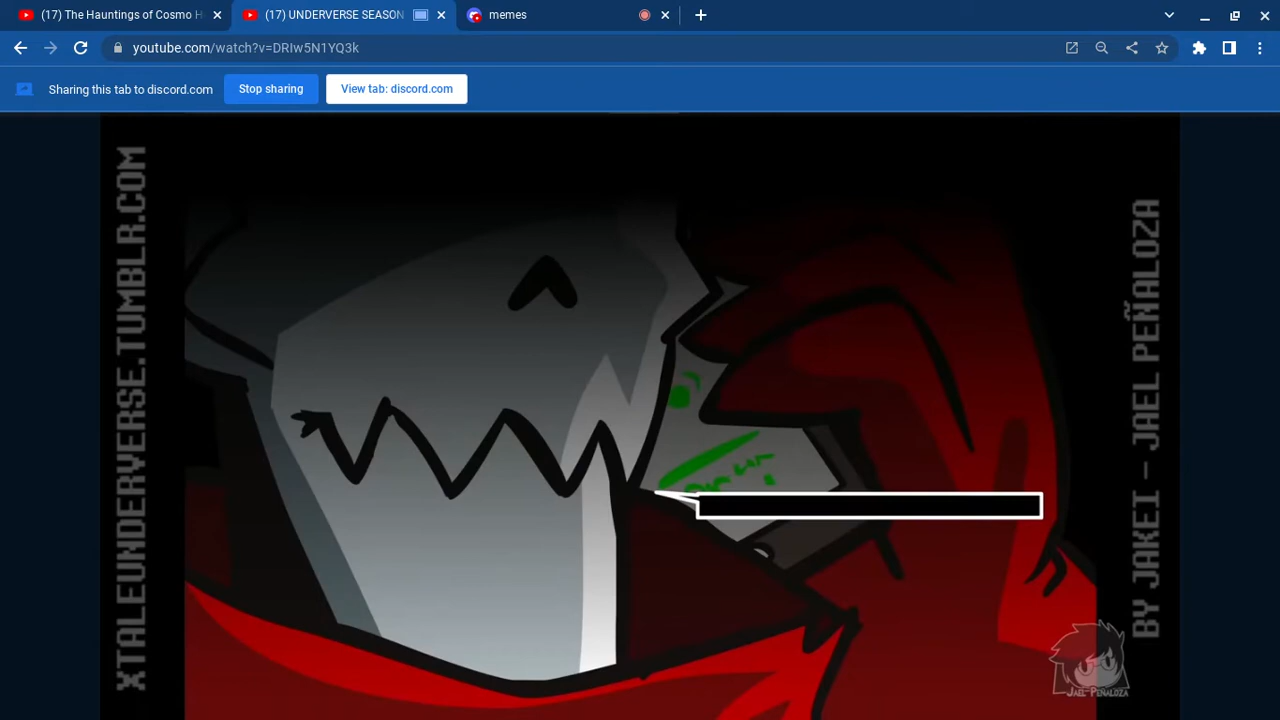 (17) The Hauntings of Cosmo H
(17) UNDERVERSE SEASON
memes
youtube.com/watch?v=DRIw5N1YQ3k
Sharing this tab to discord.com
Stop sharing
View tab: discord.com
XTALEUNDERVERSE.TUMBLR.COM
BY JAKEI - JAEL PEÑALOZA
JAEL-PEÑALOZA